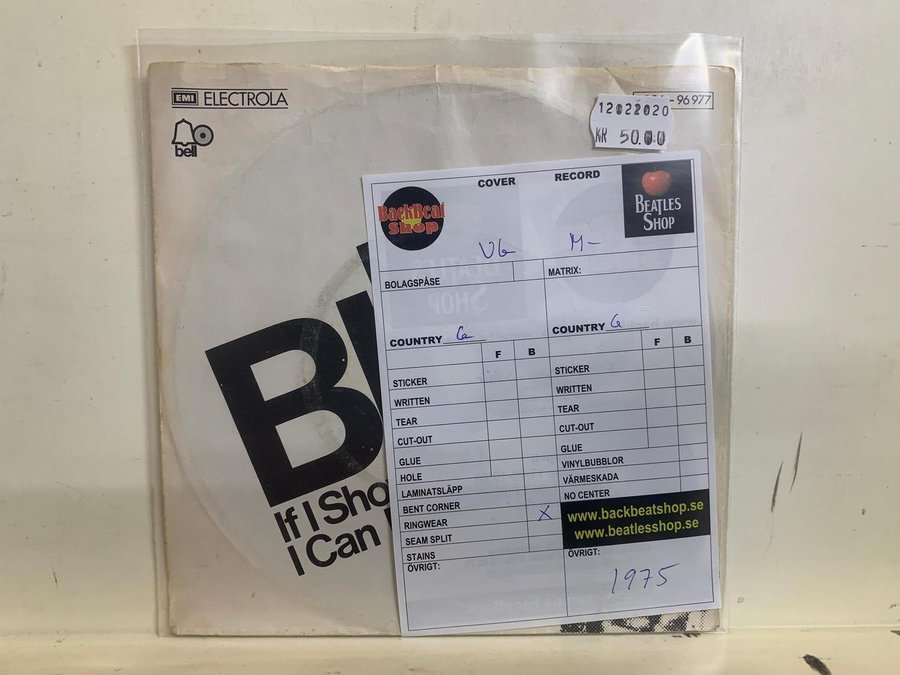 EMI ELECTROLA
bell
- 96 977
12022020
KR 50.00
COVER
RECORD
BackBeat
Shop
BEATLES
SHOP
VG
M-
BOLAGSPÅSE
MATRIX:
COUNTRY G
COUNTRY G
F B
F B
STICKER
WRITTEN
TEAR
CUT-OUT
GLUE
HOLE
LAMINATSLÄPP
BENT CORNER
RINGWEAR X
SEAM SPLIT
STAINS
ÖVRIGT:
STICKER
WRITTEN
TEAR
CUT-OUT
GLUE
VINYLBUBBLOR
VÄRMESKADA
NO CENTER
www.backbeatshop.se
www.beatlesshop.se
ÖVRIGT:
1975
If I Sho
I Can